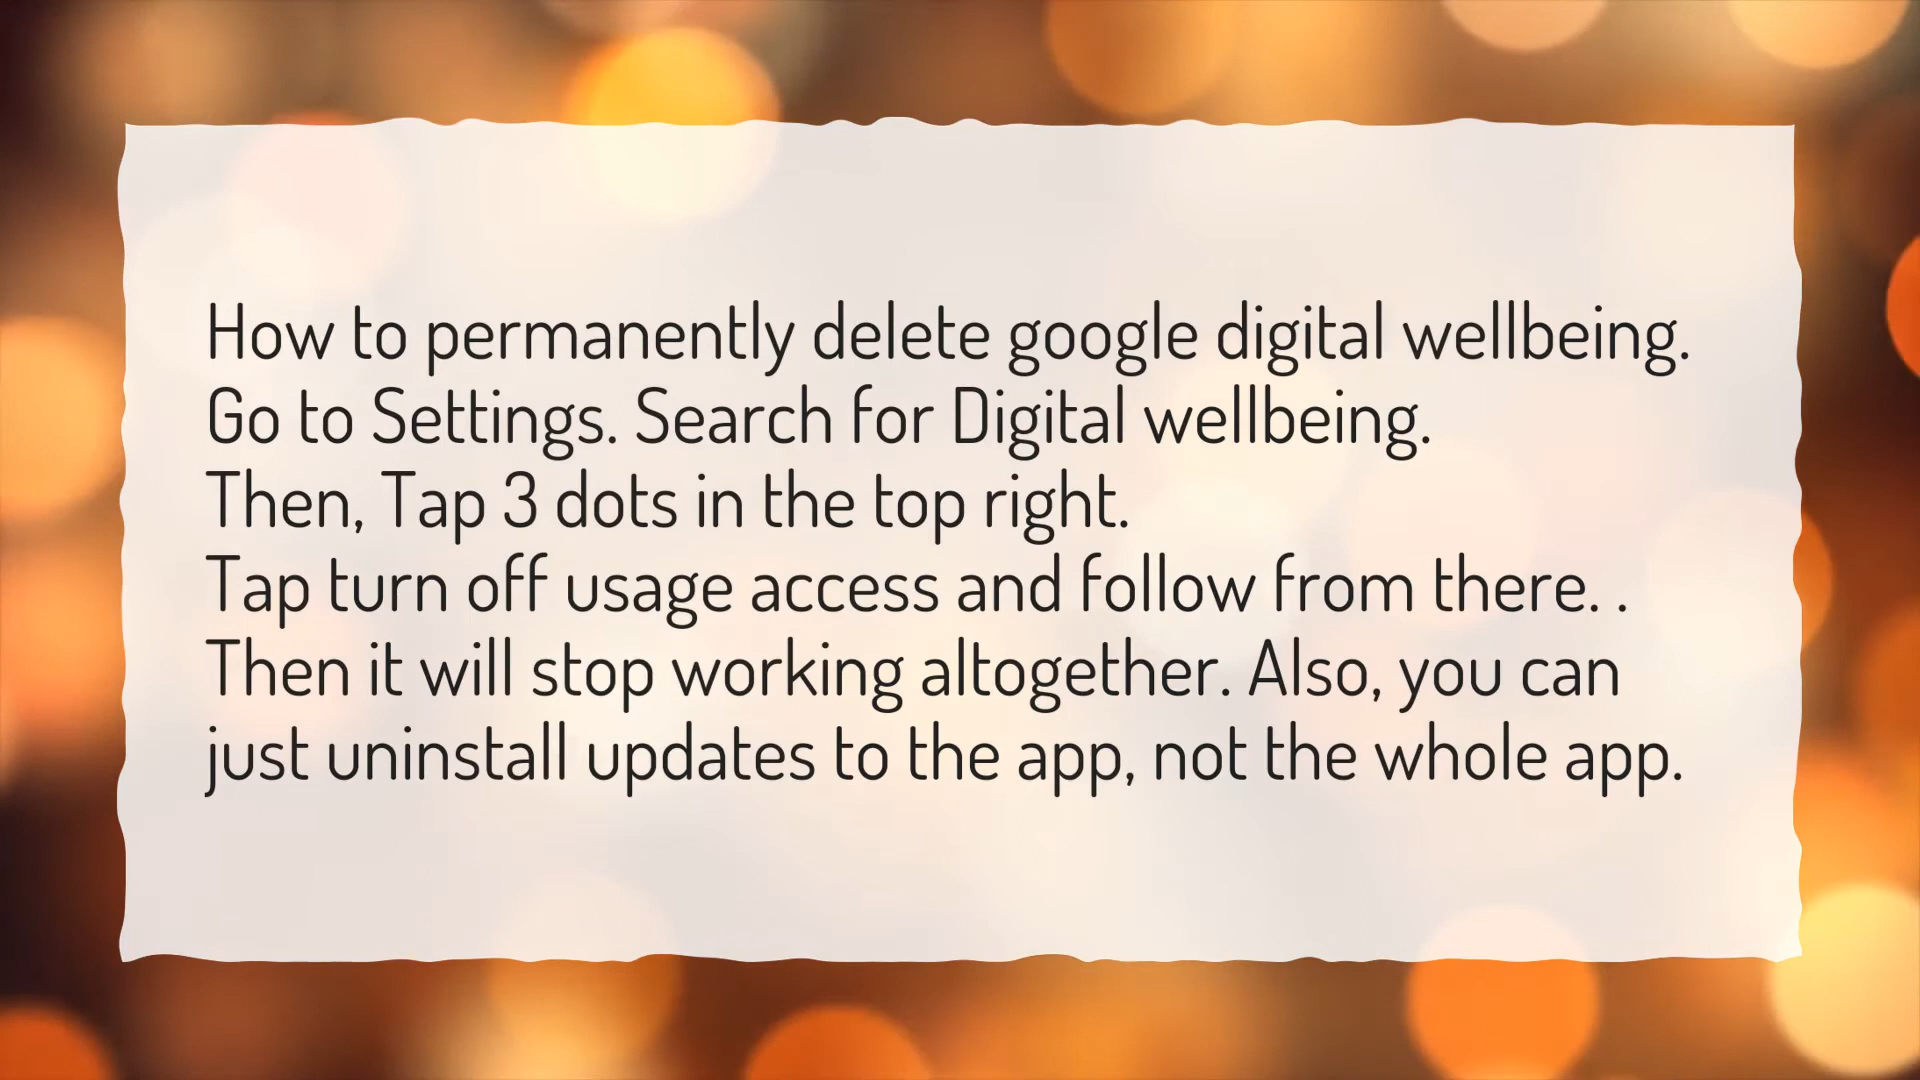 How to permanently delete google digital wellbeing.
Go to Settings. Search for Digital wellbeing.
Then, Tap 3 dots in the top right.
Tap turn off usage access and follow from there. .
Then it will stop working altogether. Also, you can
just uninstall updates to the app, not the whole app.